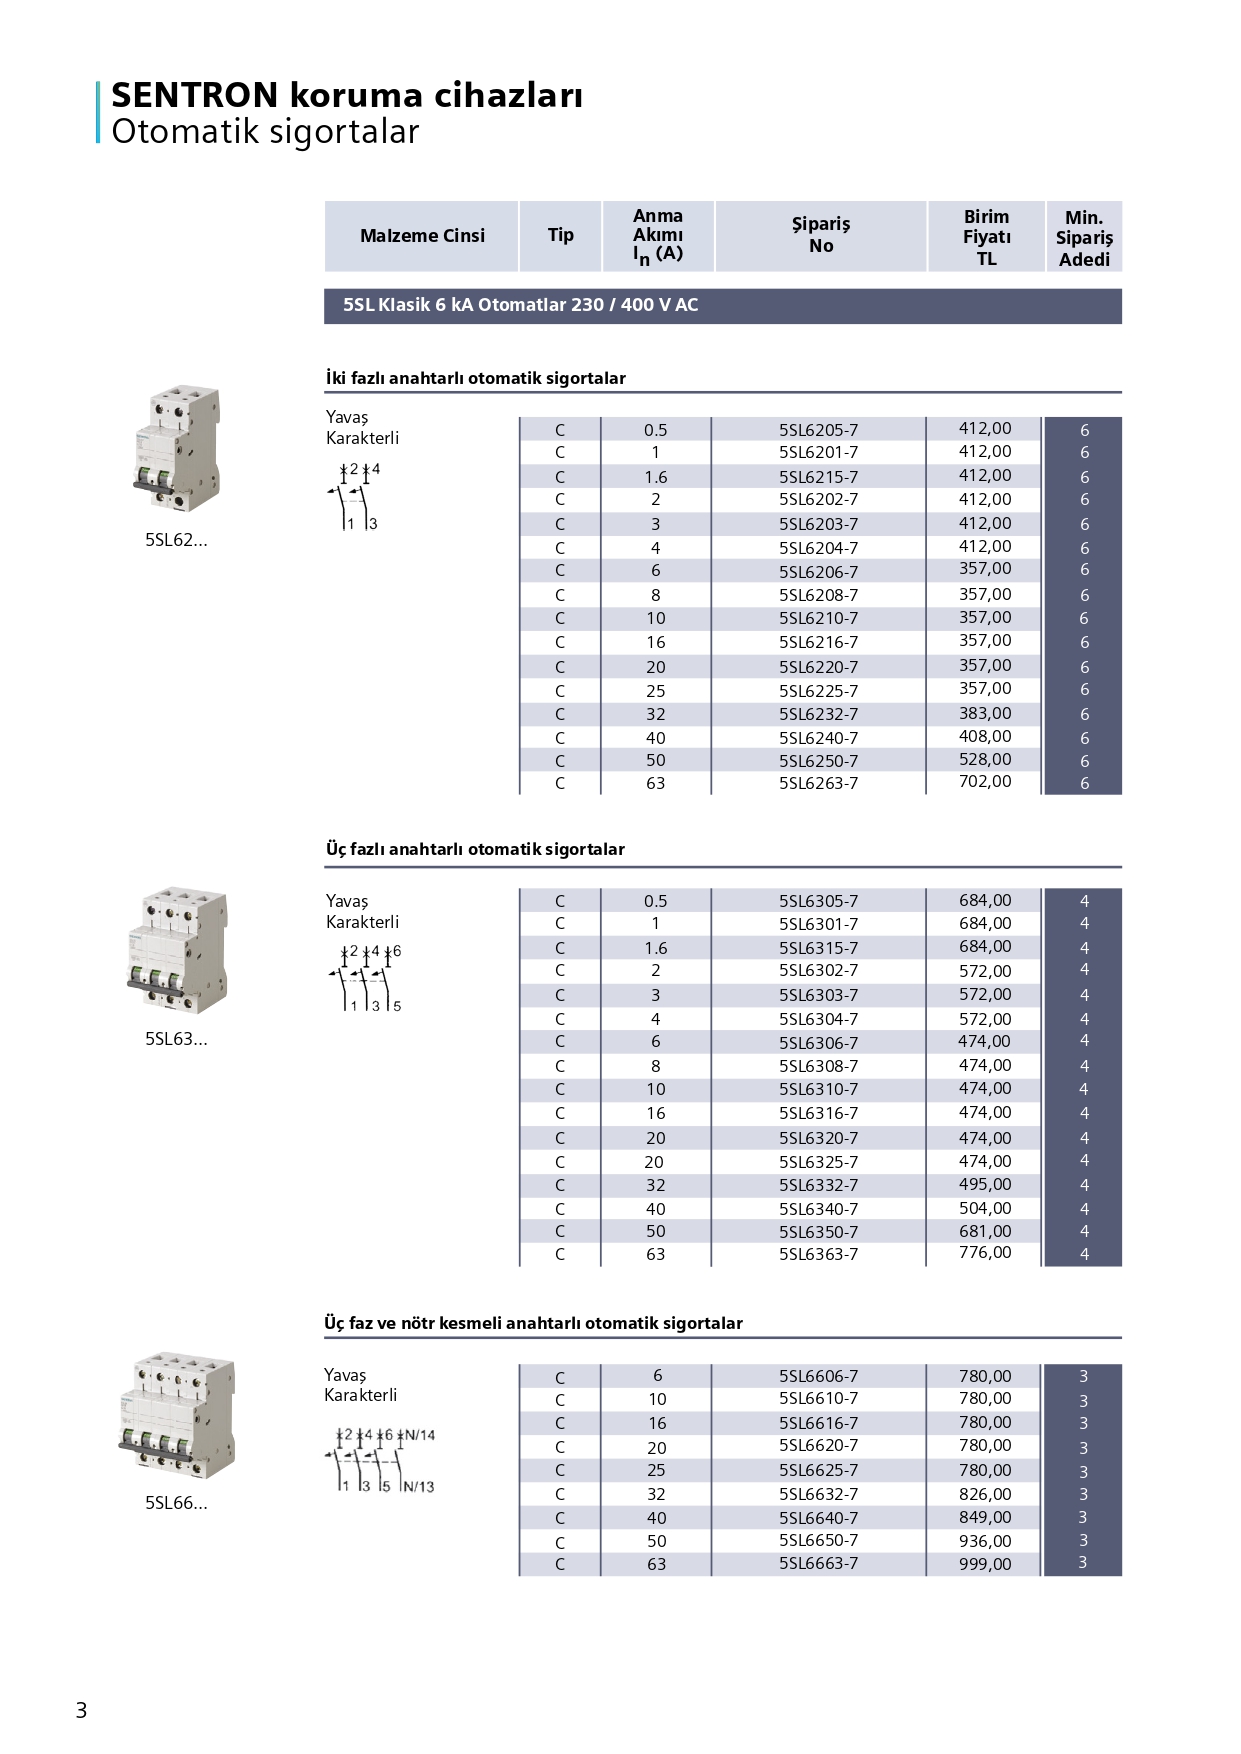 SENTRON koruma cihazları
Otomatik sigortalar
Malzeme Cinsi Tip Anma Akımı In (A) Şipariş No Birim Fiyatı TL Min. Sipariş Adedi
5SL Klasik 6 kA Otomatlar 230 / 400 V AC
İki fazlı anahtarlı otomatik sigortalar
Yavaş
Karakterli
2 4
1 3
5SL62...
C 0.5 5SL6205-7 412,00 6
C 1 5SL6201-7 412,00 6
C 1.6 5SL6215-7 412,00 6
C 2 5SL6202-7 412,00 6
C 3 5SL6203-7 412,00 6
C 4 5SL6204-7 412,00 6
C 6 5SL6206-7 357,00 6
C 8 5SL6208-7 357,00 6
C 10 5SL6210-7 357,00 6
C 16 5SL6216-7 357,00 6
C 20 5SL6220-7 357,00 6
C 25 5SL6225-7 357,00 6
C 32 5SL6232-7 383,00 6
C 40 5SL6240-7 408,00 6
C 50 5SL6250-7 528,00 6
C 63 5SL6263-7 702,00 6
Üç fazlı anahtarlı otomatik sigortalar
Yavaş
Karakterli
2 4 6
1 3 5
5SL63...
C 0.5 5SL6305-7 684,00 4
C 1 5SL6301-7 684,00 4
C 1.6 5SL6315-7 684,00 4
C 2 5SL6302-7 572,00 4
C 3 5SL6303-7 572,00 4
C 4 5SL6304-7 572,00 4
C 6 5SL6306-7 474,00 4
C 8 5SL6308-7 474,00 4
C 10 5SL6310-7 474,00 4
C 16 5SL6316-7 474,00 4
C 20 5SL6320-7 474,00 4
C 20 5SL6325-7 474,00 4
C 32 5SL6332-7 495,00 4
C 40 5SL6340-7 504,00 4
C 50 5SL6350-7 681,00 4
C 63 5SL6363-7 776,00 4
Üç faz ve nötr kesmeli anahtarlı otomatik sigortalar
Yavaş
Karakterli
2 4 6 N/14
1 3 5 N/13
5SL66...
C 6 5SL6606-7 780,00 3
C 10 5SL6610-7 780,00 3
C 16 5SL6616-7 780,00 3
C 20 5SL6620-7 780,00 3
C 25 5SL6625-7 780,00 3
C 32 5SL6632-7 826,00 3
C 40 5SL6640-7 849,00 3
C 50 5SL6650-7 936,00 3
C 63 5SL6663-7 999,00 3
3